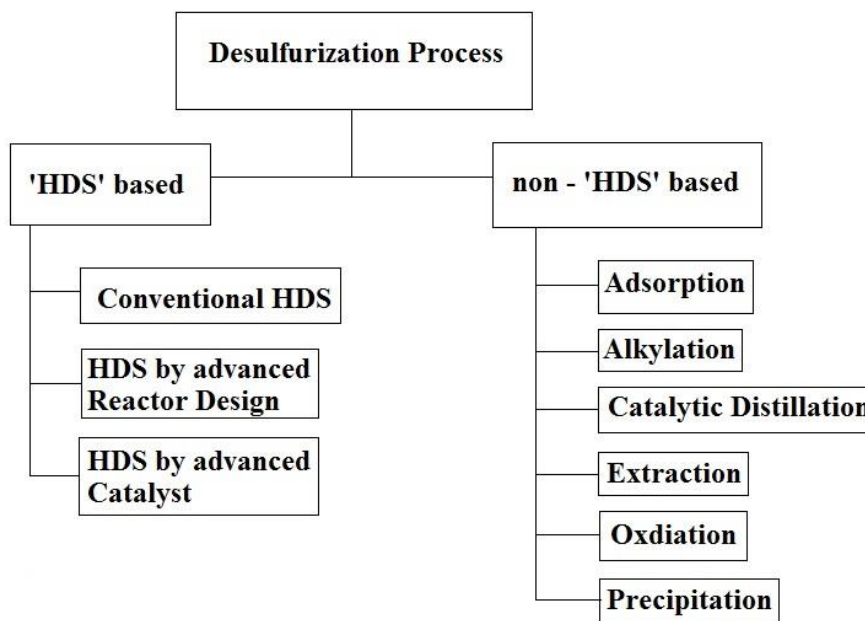 Desulfurization Process
'HDS' based
non - 'HDS' based
Conventional HDS
HDS by advanced
Reactor Design
HDS by advanced
Catalyst
Adsorption
Alkylation
Catalytic Distillation
Extraction
Oxdiation
Precipitation